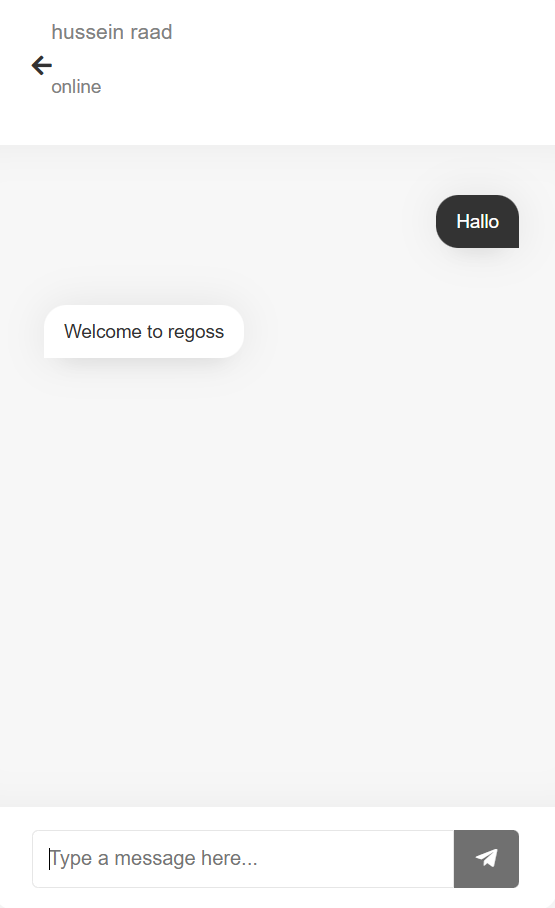 hussein raad
online
Hallo
Welcome to regoss
Type a message here...